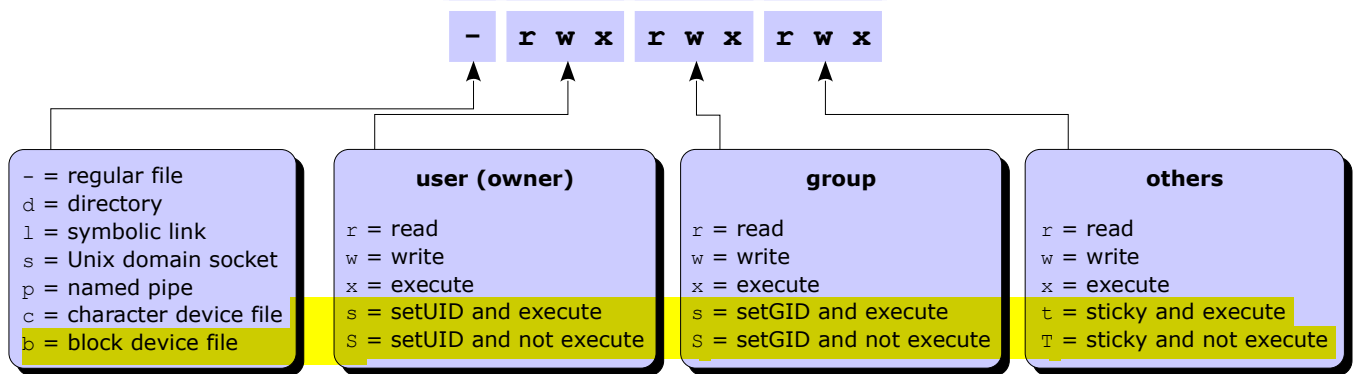 - r w x r w x r w x
- = regular file
d = directory
l = symbolic link
s = Unix domain socket
p = named pipe
c = character device file
b = block device file
user (owner)
r = read
w = write
x = execute
s = setUID and execute
S = setUID and not execute
group
r = read
w = write
x = execute
s = setGID and execute
S = setGID and not execute
others
r = read
w = write
x = execute
t = sticky and execute
T = sticky and not execute